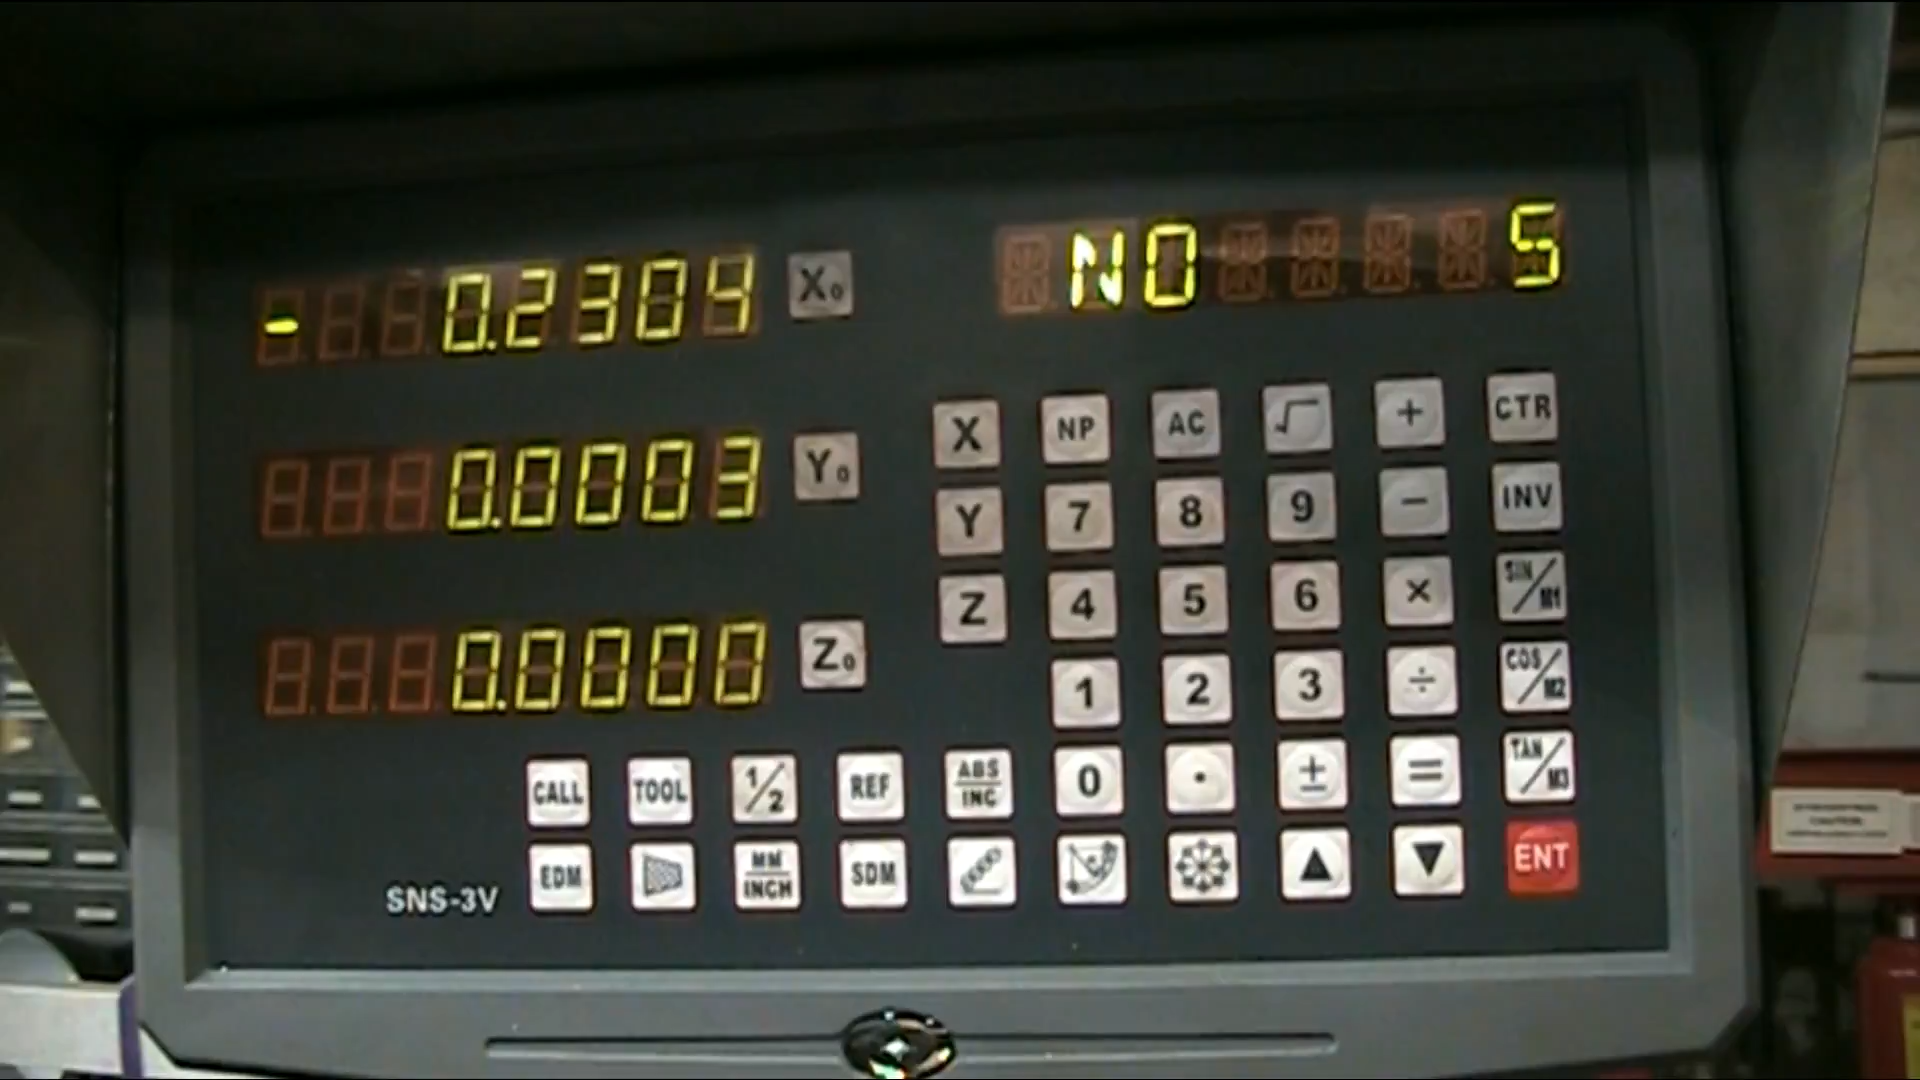 - 0.2304 X₀ NO 5
0.0003 Y₀
0.0000 Z₀
X NP AC √ + CTR
Y 7 8 9 − INV
Z 4 5 6 × SIN/M1
1 2 3 ÷ COS/M2
CALL TOOL 1/2 REF ABS/INC 0 · ± = TAN/M3
SNS-3V EDM MM/INCH SDM ▲ ▼ ENT
CAUTION